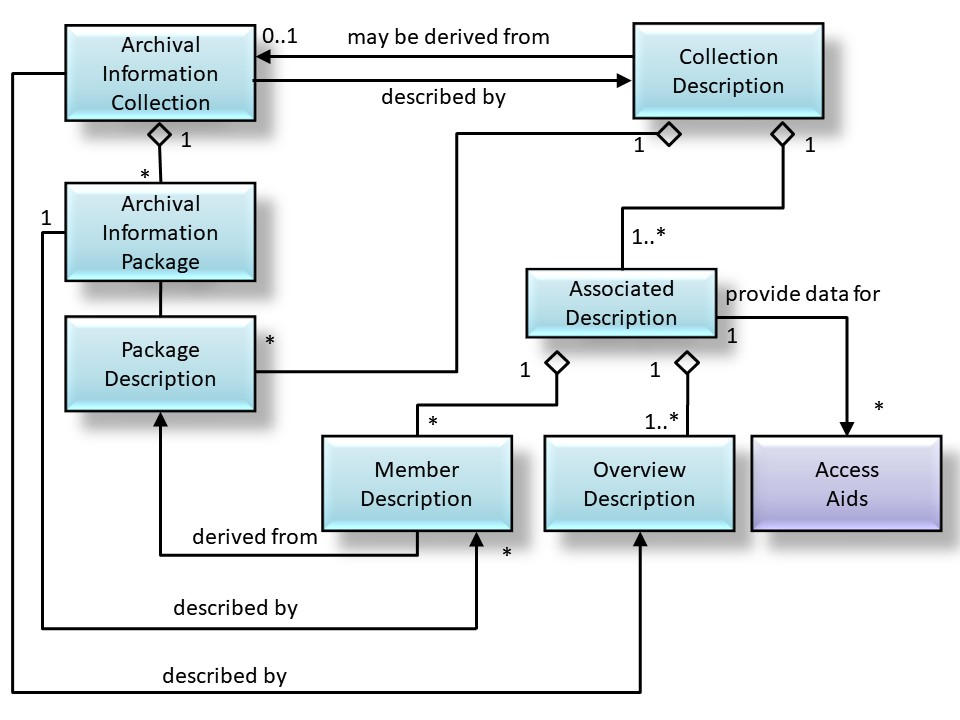 Archival
Information
Collection
0..1
may be derived from
described by
Collection
Description
1
*
1
1
1
Archival
Information
Package
1..*
Associated
Description
provide data for
1
*
Package
Description
*
1
1
*
1..*
Member
Description
Overview
Description
Access
Aids
derived from
*
described by
described by